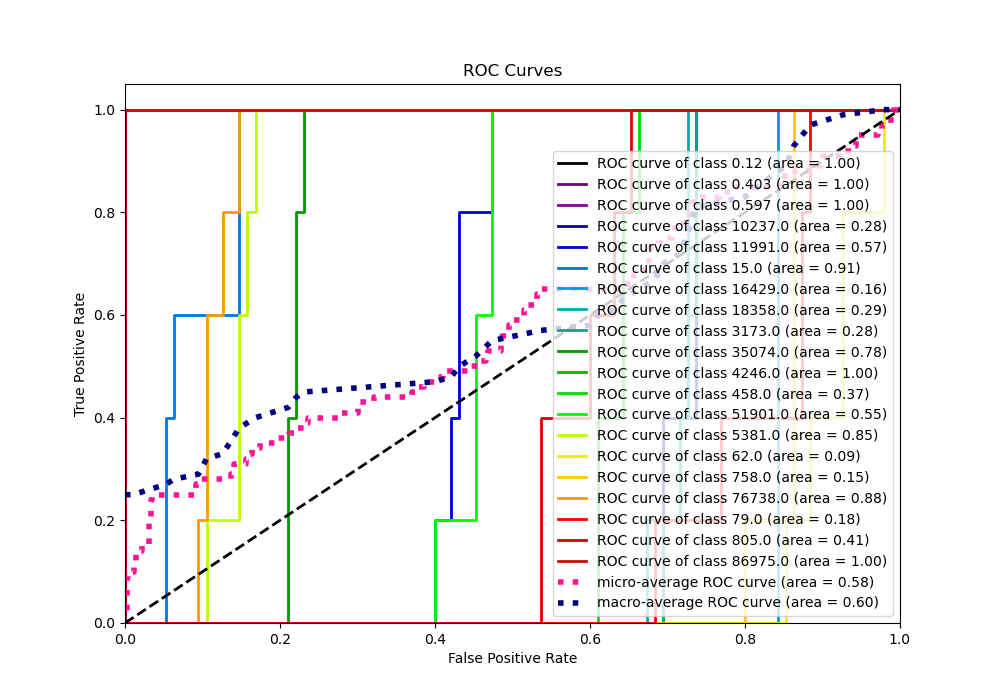 ROC Curves
True Positive Rate
1.0
0.8
0.6
0.4
0.2
0.0
ROC curve of class 0.12 (area = 1.00)
ROC curve of class 0.403 (area = 1.00)
ROC curve of class 0.597 (area = 1.00)
ROC curve of class 10237.0 (area = 0.28)
ROC curve of class 11991.0 (area = 0.57)
ROC curve of class 15.0 (area = 0.91)
ROC curve of class 16429.0 (area = 0.16)
ROC curve of class 18358.0 (area = 0.29)
ROC curve of class 3173.0 (area = 0.28)
ROC curve of class 35074.0 (area = 0.78)
ROC curve of class 4246.0 (area = 1.00)
ROC curve of class 458.0 (area = 0.37)
ROC curve of class 51901.0 (area = 0.55)
ROC curve of class 5381.0 (area = 0.85)
ROC curve of class 62.0 (area = 0.09)
ROC curve of class 758.0 (area = 0.15)
ROC curve of class 76738.0 (area = 0.88)
ROC curve of class 79.0 (area = 0.18)
ROC curve of class 805.0 (area = 0.41)
ROC curve of class 86975.0 (area = 1.00)
micro-average ROC curve (area = 0.58)
macro-average ROC curve (area = 0.60)
0.0 0.2 0.4 0.6 0.8 1.0
False Positive Rate